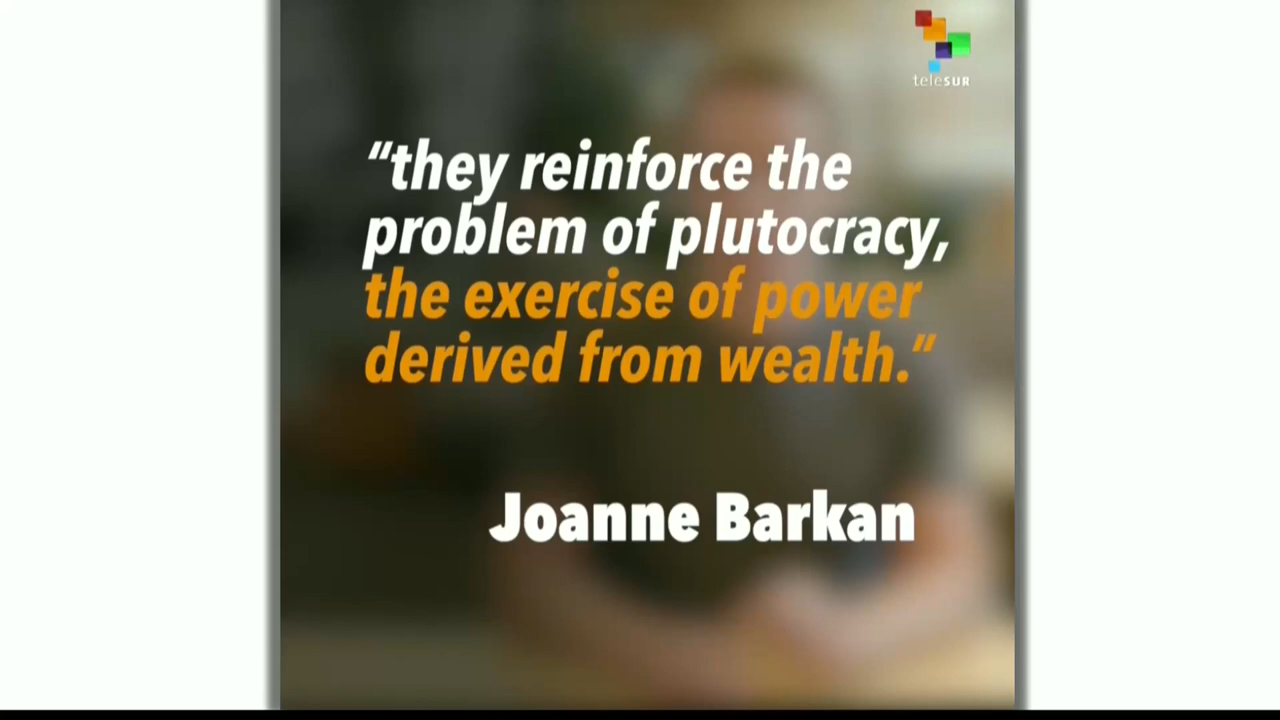 teleSUR
“they reinforce the
problem of plutocracy,
the exercise of power
derived from wealth.”
Joanne Barkan